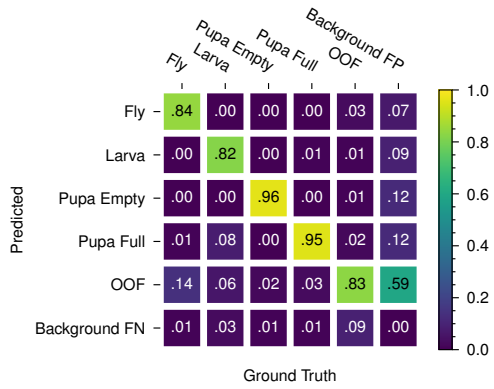 Fly
Larva
Pupa Empty
Pupa Full
OOF
Background FP
Fly .84 .00 .00 .00 .03 .07
Larva .00 .82 .00 .01 .01 .09
Pupa Empty .00 .00 .96 .00 .01 .12
Pupa Full .01 .08 .00 .95 .02 .12
OOF .14 .06 .02 .03 .83 .59
Background FN .01 .03 .01 .01 .09 .00
Predicted
Ground Truth
1.0
0.8
0.6
0.4
0.2
0.0